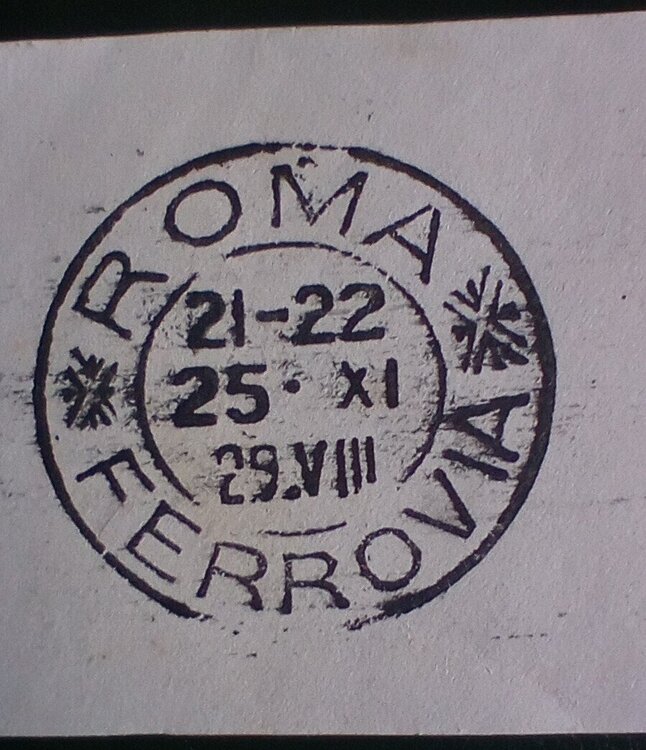 ROMA
21-22
25· XI
29.VIII
FERROVIA